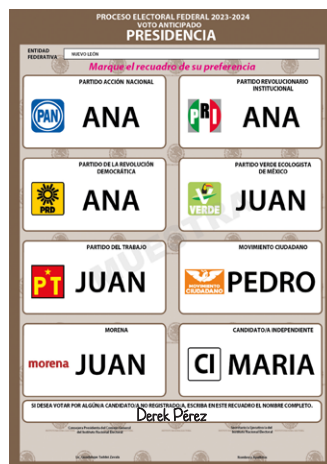 PROCESO ELECTORAL FEDERAL 2023-2024
VOTO ANTICIPADO
PRESIDENCIA
ENTIDAD FEDERATIVA
NUEVO LEÓN
Marque el recuadro de su preferencia
PARTIDO ACCIÓN NACIONAL
PAN
ANA
PARTIDO REVOLUCIONARIO
INSTITUCIONAL
PRI
ANA
PARTIDO DE LA REVOLUCIÓN
DEMOCRÁTICA
PRD
ANA
PARTIDO VERDE ECOLOGISTA
DE MÉXICO
VERDE
JUAN
PARTIDO DEL TRABAJO
PT
JUAN
MOVIMIENTO CIUDADANO
MOVIMIENTO
CIUDADANO
PEDRO
MORENA
morena
JUAN
CANDIDATO/A INDEPENDIENTE
CI
MARIA
MUESTRA
SI DESEA VOTAR POR ALGÚN/A CANDIDATO/A NO REGISTRADO/A, ESCRIBA EN ESTE RECUADRO EL NOMBRE COMPLETO.
Derek Pérez